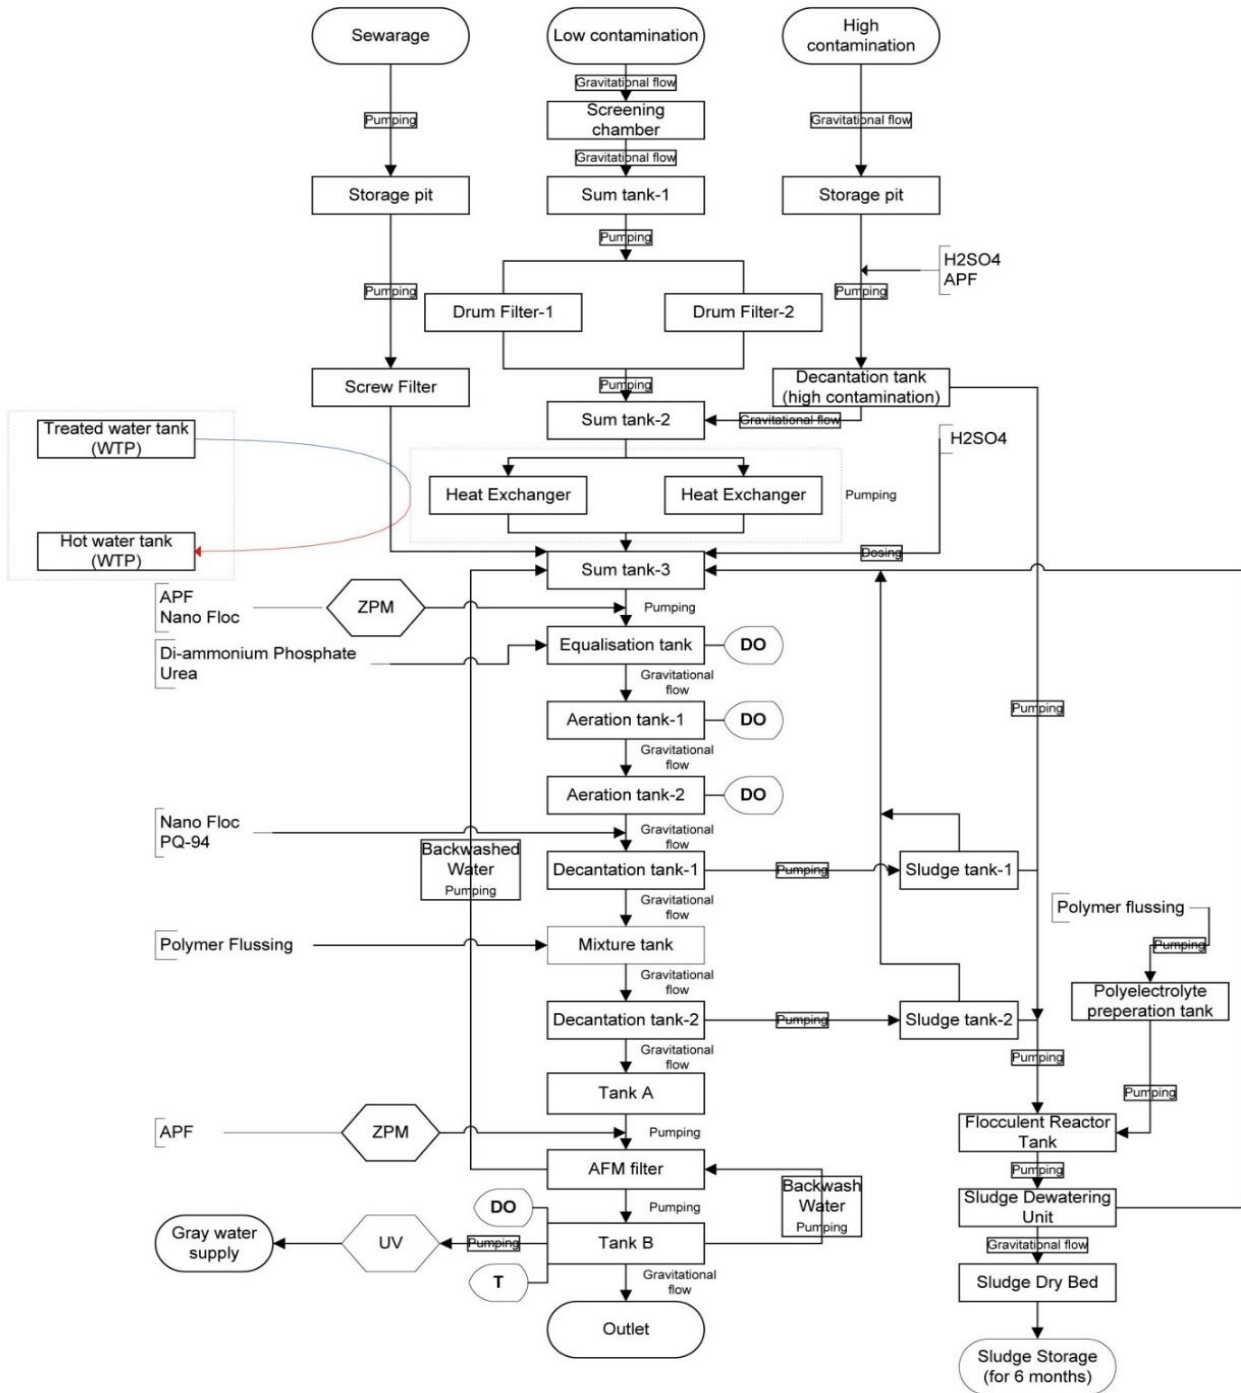 Sewarage
Low contamination
High
contamination
Gravitational flow
Pumping
Screening
chamber
Gravitational flow
Gravitational flow
Storage pit
Sum tank-1
Storage pit
Pumping
H2SO4
APF
Pumping
Pumping
Drum Filter-1
Drum Filter-2
Screw Filter
Pumping
Decantation tank
(high contamination)
Sum tank-2
Gravitational flow
Treated water tank
(WTP)
H2SO4
Heat Exchanger
Heat Exchanger
Pumping
Hot water tank
(WTP)
Dosing
Sum tank-3
APF
Nano Floc
ZPM
Pumping
Di-ammonium Phosphate
Urea
Equalisation tank
DO
Gravitational
flow
Aeration tank-1
DO
Pumping
Gravitational
flow
Aeration tank-2
DO
Nano Floc
PQ-94
Gravitational
flow
Backwashed
Water
Pumping
Decantation tank-1
Pumping
Sludge tank-1
Gravitational
flow
Polymer flussing
Polymer Flussing
Mixture tank
Pumping
Gravitational
flow
Polyelectrolyte
preperation tank
Decantation tank-2
Pumping
Sludge tank-2
Gravitational
flow
Pumping
Tank A
Pumping
APF
ZPM
Pumping
Flocculent Reactor
Tank
AFM filter
Pumping
Backwash
Water
Pumping
DO
Pumping
Sludge Dewatering
Unit
Gray water
supply
UV
Pumping
Tank B
Gravitational flow
T
Gravitational
flow
Sludge Dry Bed
Outlet
Sludge Storage
(for 6 months)